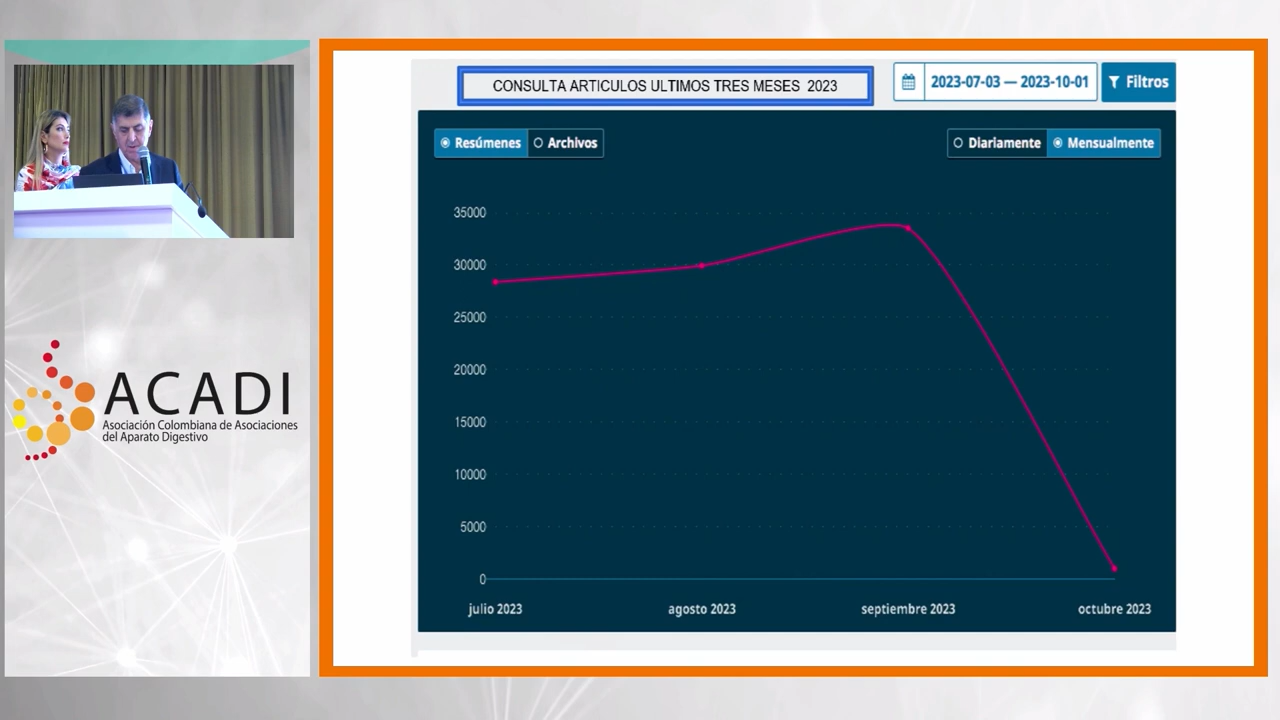 CONSULTA ARTICULOS ULTIMOS TRES MESES 2023
2023-07-03 — 2023-10-01
Filtros
Resúmenes
Archivos
Diariamente
Mensualmente
35000
30000
25000
20000
15000
10000
5000
0
julio 2023
agosto 2023
septiembre 2023
octubre 2023
ACADI
Asociación Colombiana de Asociaciones
del Aparato Digestivo